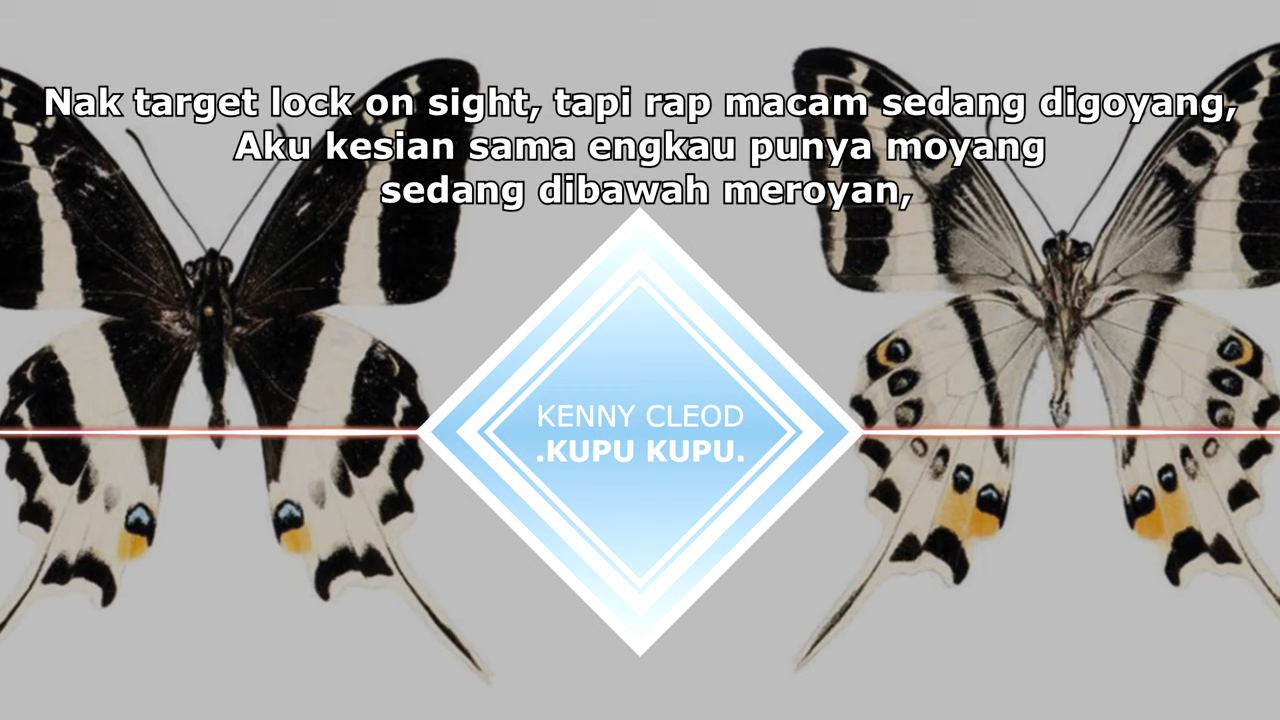 Nak target lock on sight, tapi rap macam sedang digoyang,
Aku kesian sama engkau punya moyang
sedang dibawah meroyan,
KENNY CLEOD
.KUPU KUPU.